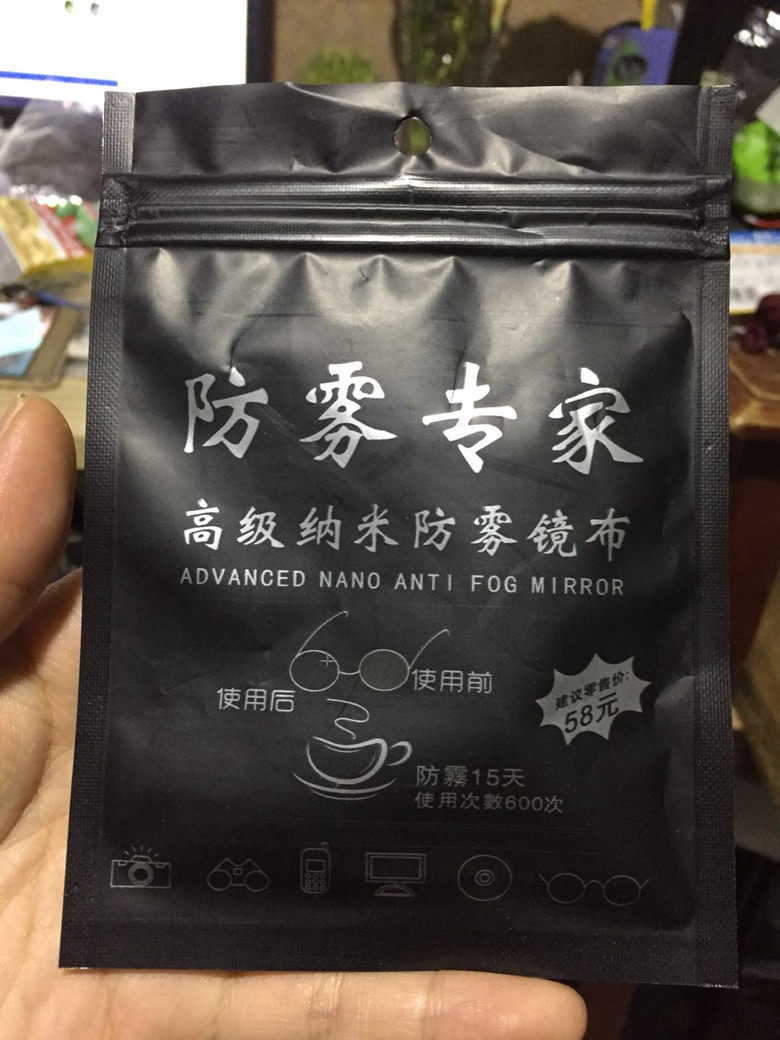 防雾专家
高级纳米防雾镜布
ADVANCED NANO ANTI FOG MIRROR
使用后
使用前
建议零售价:
58元
防霧15天
使用次數600次